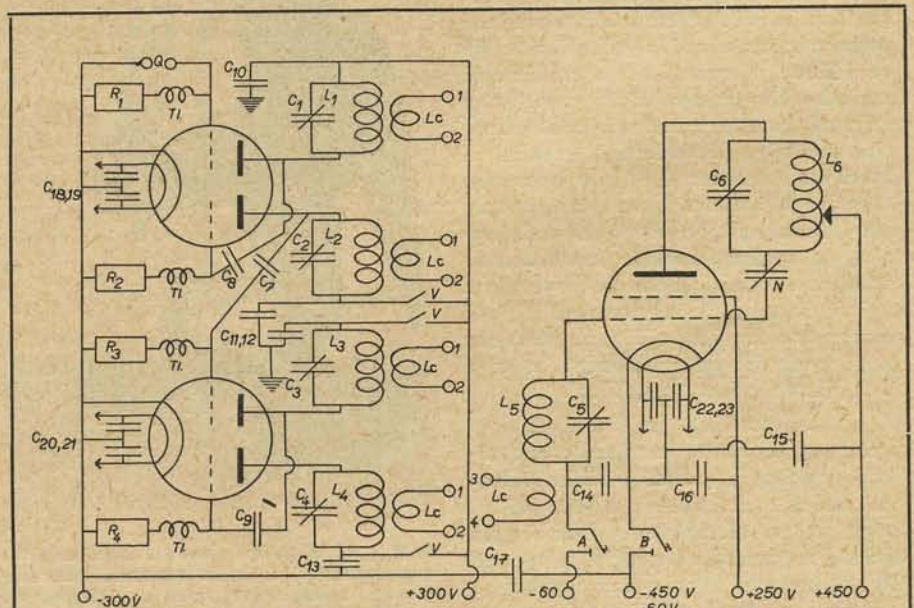 Q
C10
R1
Tl.
C1
L1
Lc
1
2
C18,19
C6
L6
C8
C7
C2
L2
Lc
1
2
R2
Tl.
N
V
V
C11,12
R3
Tl.
C3
L3
Lc
1
2
C22,23
L5
C5
C20,21
C15
C4
L4
Lc
1
2
3
4
Lc
C14
C16
R4
Tl.
C9
V
A
B
C13
C17
-300V
+300V
-60
-450 V
+250V
+450